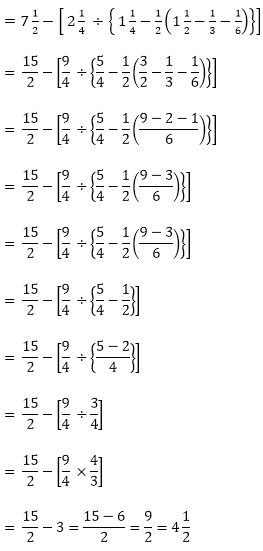 = 7 1/2 − [ 2 1/4 ÷ { 1 1/4 − 1/2 (1 1/2 − 1/3 − 1/6)}]
= 15/2 − [9/4 ÷{5/4 − 1/2(3/2 − 1/3 − 1/6)}]
= 15/2 − [9/4 ÷{5/4 − 1/2((9 − 2 − 1)/6)}]
= 15/2 − [9/4 ÷{5/4 − 1/2((9 − 3)/6)}]
= 15/2 − [9/4 ÷{5/4 − 1/2((9 − 3)/6)}]
= 15/2 − [9/4 ÷{5/4 − 1/2}]
= 15/2 − [9/4 ÷{(5 − 2)/4}]
= 15/2 − [9/4 ÷ 3/4]
= 15/2 − [9/4 × 4/3]
= 15/2 − 3 = (15 − 6)/2 = 9/2 = 4 1/2